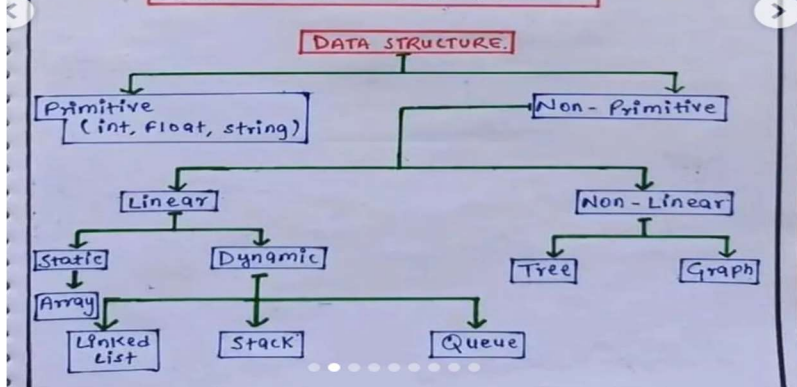 DATA STRUCTURE.
Primitive
(int, float, string)
Non - Primitive
Linear
Non - Linear
Static
Dynamic
Tree
Graph
Array
Linked
List
Stack
Queue